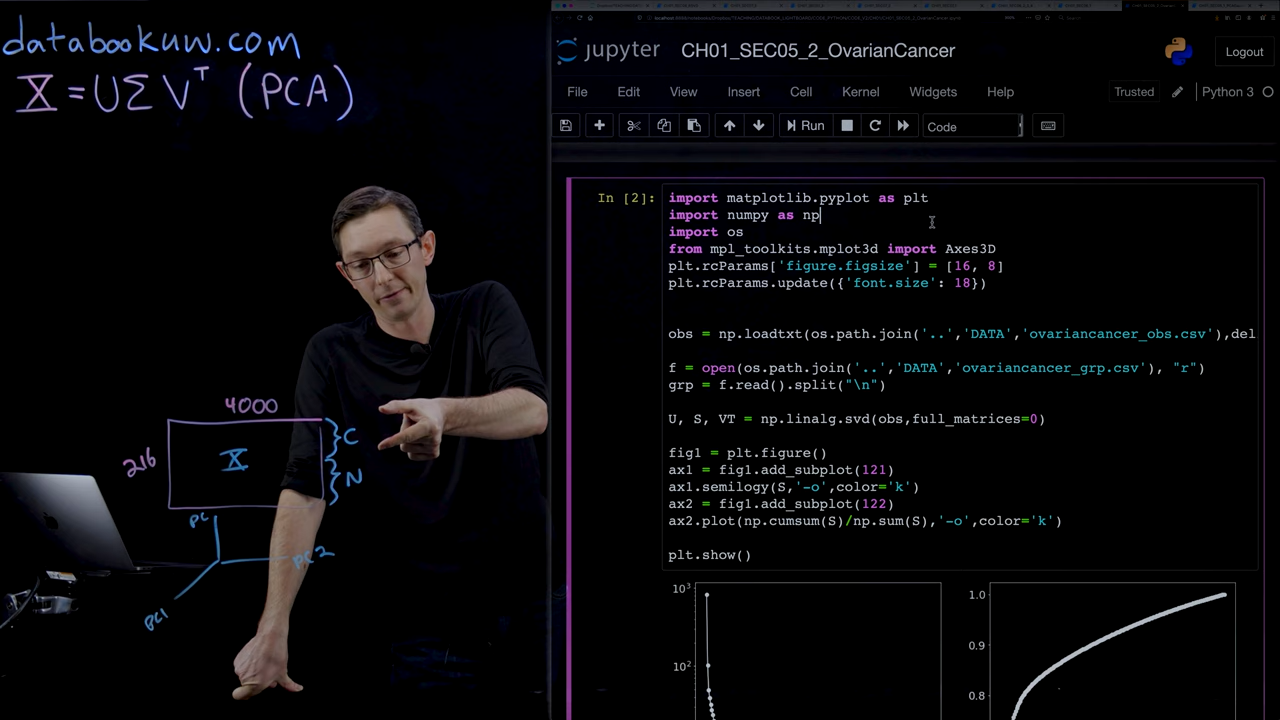 databookuw.com
X = UΣV^T (PCA)
4000
216
X
C
N
PC
PC2
PC1
jupyter CH01_SEC05_2_OvarianCancer
Logout
File Edit View Insert Cell Kernel Widgets Help
Trusted
Python 3
Run
Code
In [2]:
import matplotlib.pyplot as plt
import numpy as np
import os
from mpl_toolkits.mplot3d import Axes3D
plt.rcParams['figure.figsize'] = [16, 8]
plt.rcParams.update({'font.size': 18})
obs = np.loadtxt(os.path.join('..','DATA','ovariancancer_obs.csv'),del
f = open(os.path.join('..','DATA','ovariancancer_grp.csv'), "r")
grp = f.read().split("\n")
U, S, VT = np.linalg.svd(obs,full_matrices=0)
fig1 = plt.figure()
ax1 = fig1.add_subplot(121)
ax1.semilogy(S,'-o',color='k')
ax2 = fig1.add_subplot(122)
ax2.plot(np.cumsum(S)/np.sum(S),'-o',color='k')
plt.show()
10^3
10^2
1.0
0.9
0.8